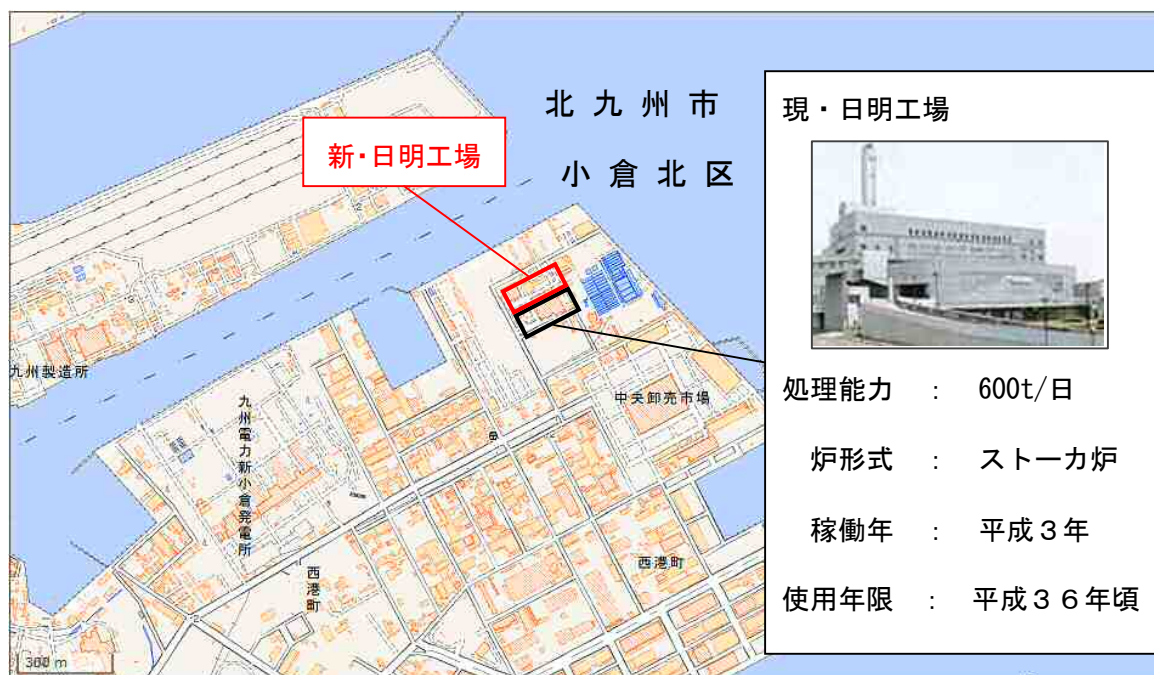 北九州市
小倉北区
新・日明工場
現・日明工場
処理能力 ： 600t/日
炉形式 ： ストーカ炉
稼働年 ： 平成３年
使用年限 ： 平成３６年頃
九州製造所
中央卸売市場
九州電力新小倉発電所
西港町
西港町
300 m